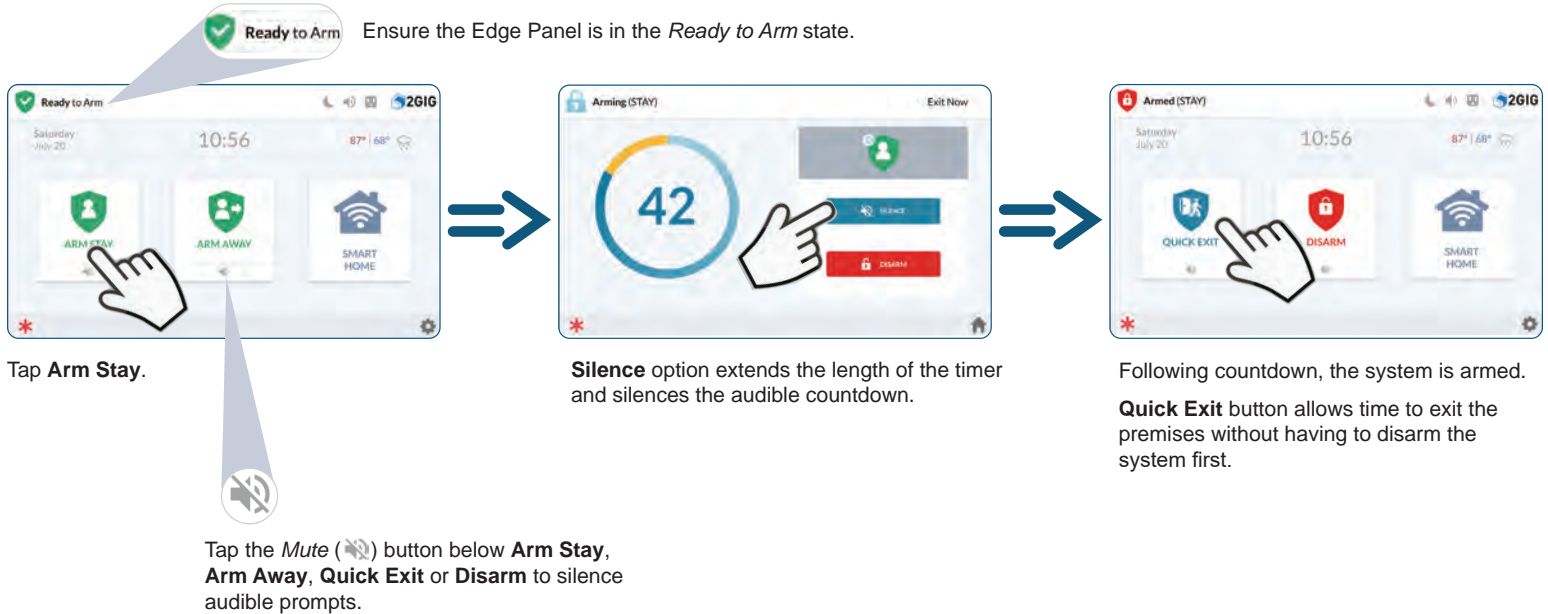 Ready to Arm
Ensure the Edge Panel is in the Ready to Arm state.
Ready to Arm
2GIG
Saturday
July 20
10:56
87° | 68°
ARM STAY
ARM AWAY
SMART
HOME
Tap Arm Stay.
Tap the Mute ( ) button below Arm Stay,
Arm Away, Quick Exit or Disarm to silence
audible prompts.
Arming (STAY)
Exit Now
42
SILENCE
DISARM
Silence option extends the length of the timer
and silences the audible countdown.
Armed (STAY)
2GIG
Saturday
July 20
10:56
87° | 68°
QUICK EXIT
DISARM
SMART
HOME
Following countdown, the system is armed.
Quick Exit button allows time to exit the
premises without having to disarm the
system first.